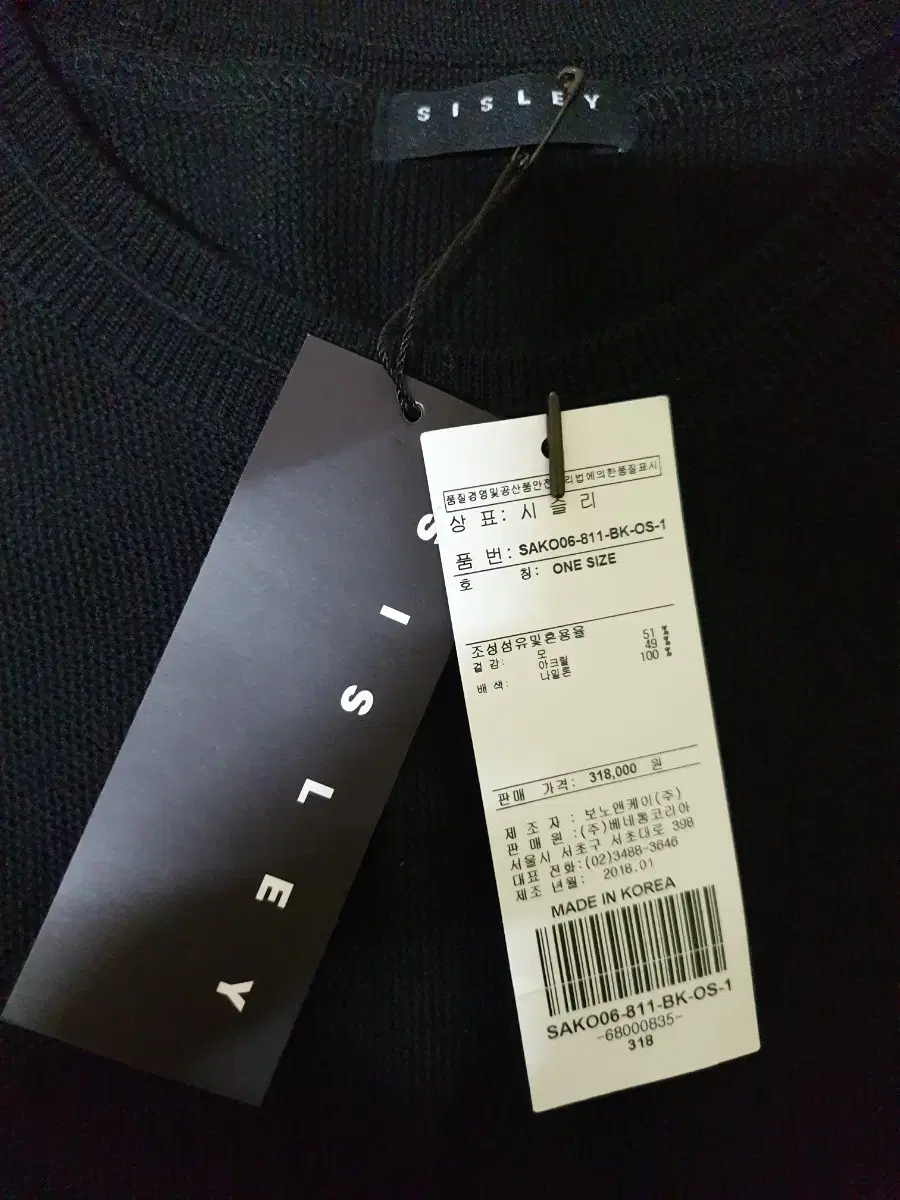 SISLEY
SISLEY
품질경영및공산품안전 리법에의한품질표시
상 표: 시 슬 리
품 번: SAKO06-811-BK-OS-1
호 칭: ONE SIZE
조성섬유및혼용율
겉 감: 모 51 %
아크릴 49 %
배 색: 나일론 100 %
판매 가격: 318,000 원
제 조 자 : 보노앤케이(주)
판 매 원 :(주)베네통코리아
서울시 서초구 서초대로 398
대표 전화:(02)3488-3646
제조 년월: 2018.01
MADE IN KOREA
SAKO06-811-BK-OS-1
-68000835-
318